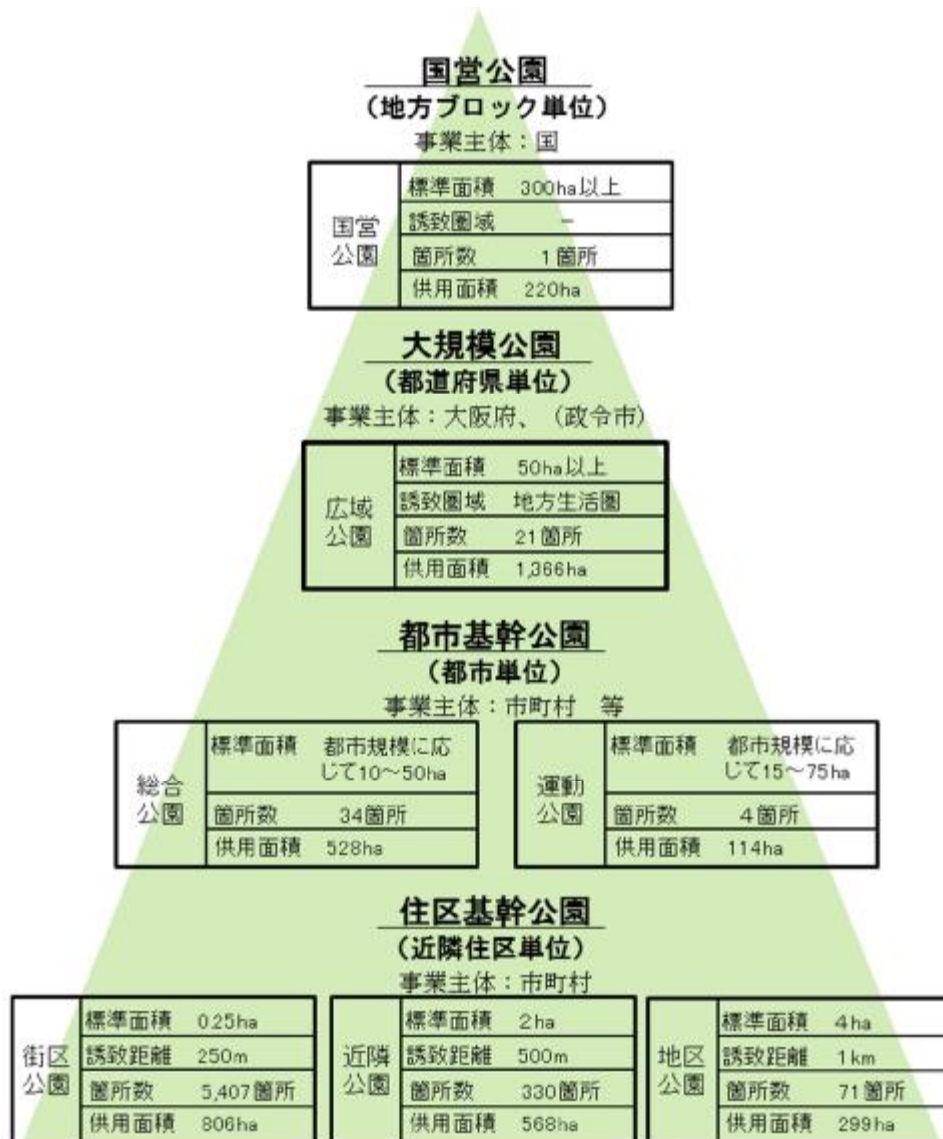 国営公園
（地方ブロック単位）
事業主体：国
国営公園
標準面積 300ha以上
誘致圏域 －
箇所数 1箇所
供用面積 220ha
大規模公園
（都道府県単位）
事業主体：大阪府、（政令市）
広域公園
標準面積 50ha以上
誘致圏域 地方生活圏
箇所数 21箇所
供用面積 1,366ha
都市基幹公園
（都市単位）
事業主体：市町村 等
総合公園
標準面積 都市規模に応
じて10～50ha
箇所数 34箇所
供用面積 528ha
運動公園
標準面積 都市規模に応
じて15～75ha
箇所数 4箇所
供用面積 114ha
住区基幹公園
（近隣住区単位）
事業主体：市町村
街区公園
標準面積 0.25ha
誘致距離 250m
箇所数 5,407箇所
供用面積 806ha
近隣公園
標準面積 2ha
誘致距離 500m
箇所数 330箇所
供用面積 568ha
地区公園
標準面積 4ha
誘致距離 1km
箇所数 71箇所
供用面積 299ha